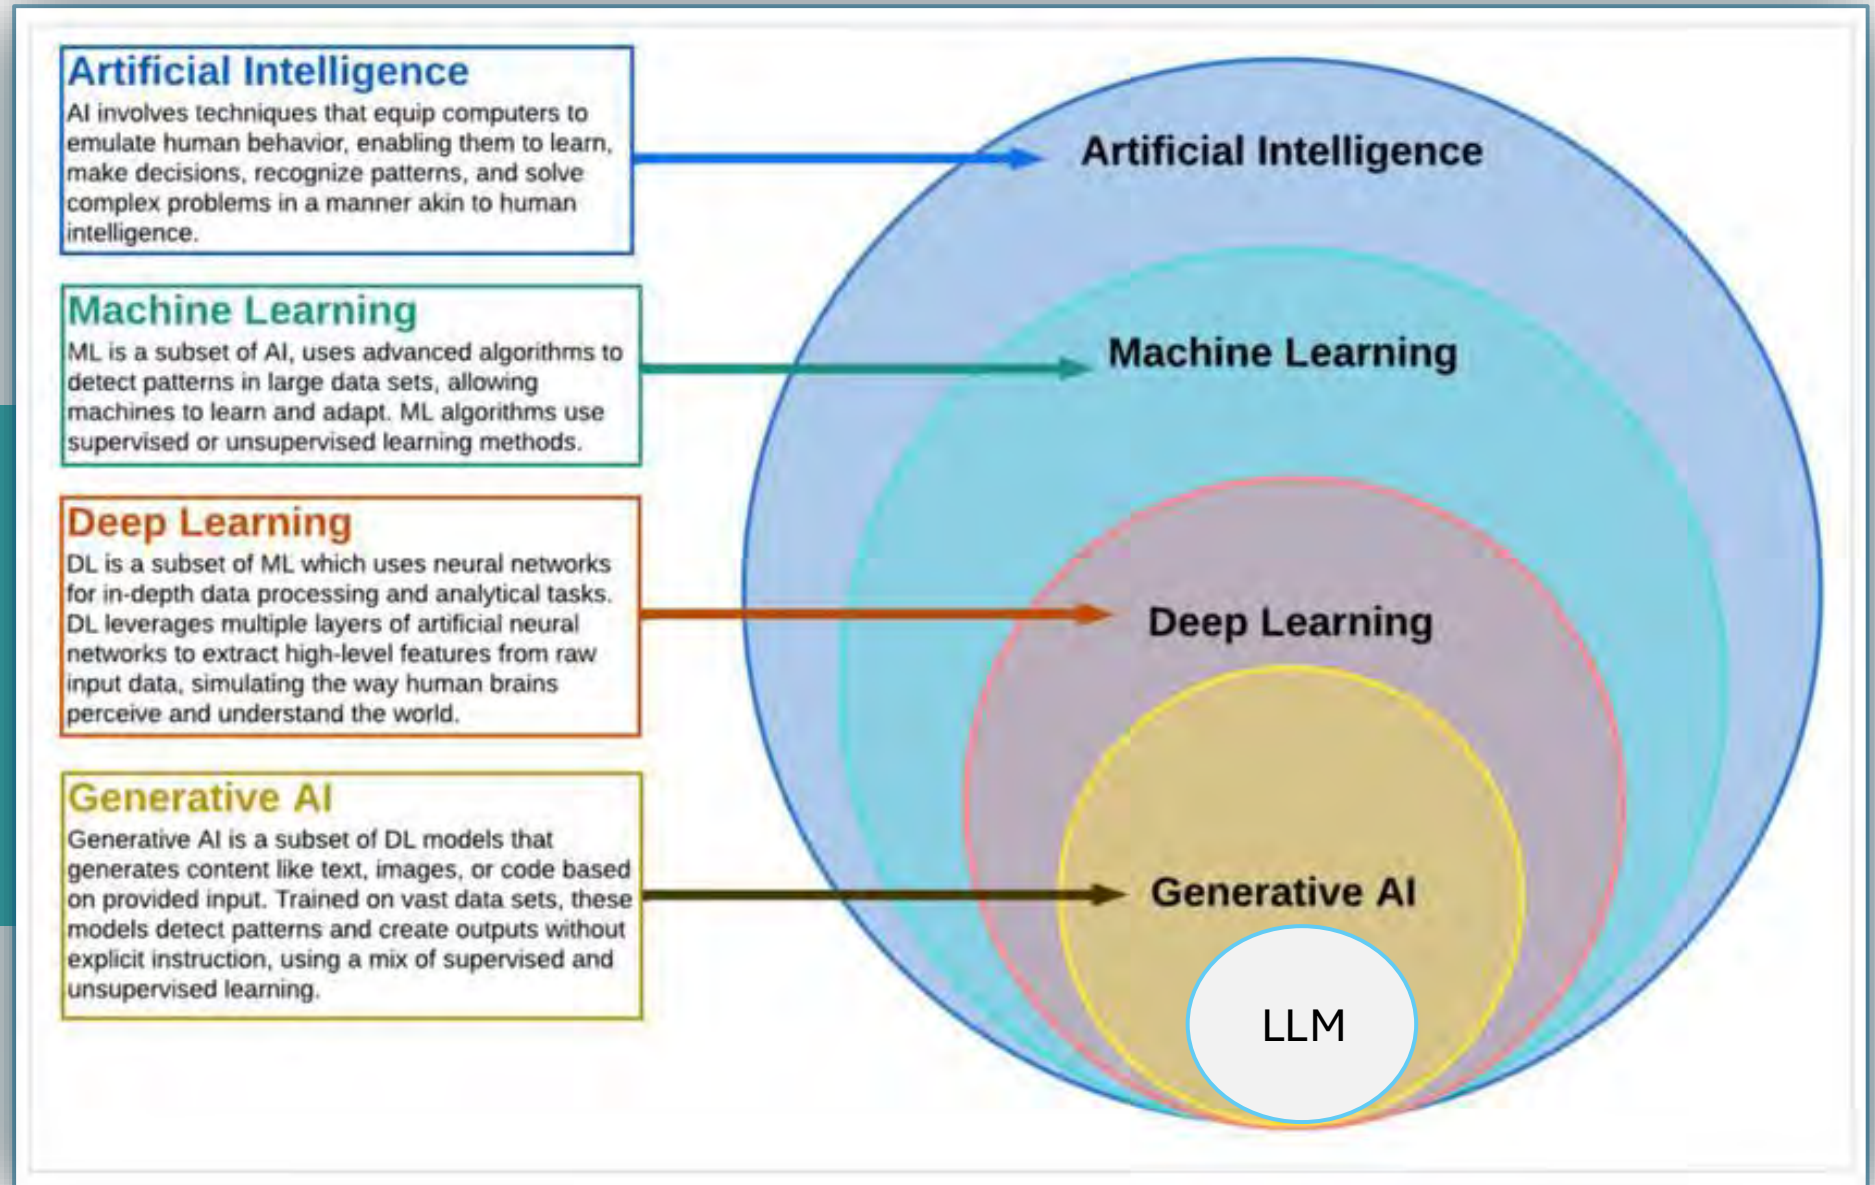 Artificial Intelligence
AI involves techniques that equip computers to
emulate human behavior, enabling them to learn,
make decisions, recognize patterns, and solve
complex problems in a manner akin to human
intelligence.
Machine Learning
ML is a subset of AI, uses advanced algorithms to
detect patterns in large data sets, allowing
machines to learn and adapt. ML algorithms use
supervised or unsupervised learning methods.
Deep Learning
DL is a subset of ML which uses neural networks
for in-depth data processing and analytical tasks.
DL leverages multiple layers of artificial neural
networks to extract high-level features from raw
input data, simulating the way human brains
perceive and understand the world.
Generative AI
Generative AI is a subset of DL models that
generates content like text, images, or code based
on provided input. Trained on vast data sets, these
models detect patterns and create outputs without
explicit instruction, using a mix of supervised and
unsupervised learning.
Artificial Intelligence
Machine Learning
Deep Learning
Generative AI
LLM